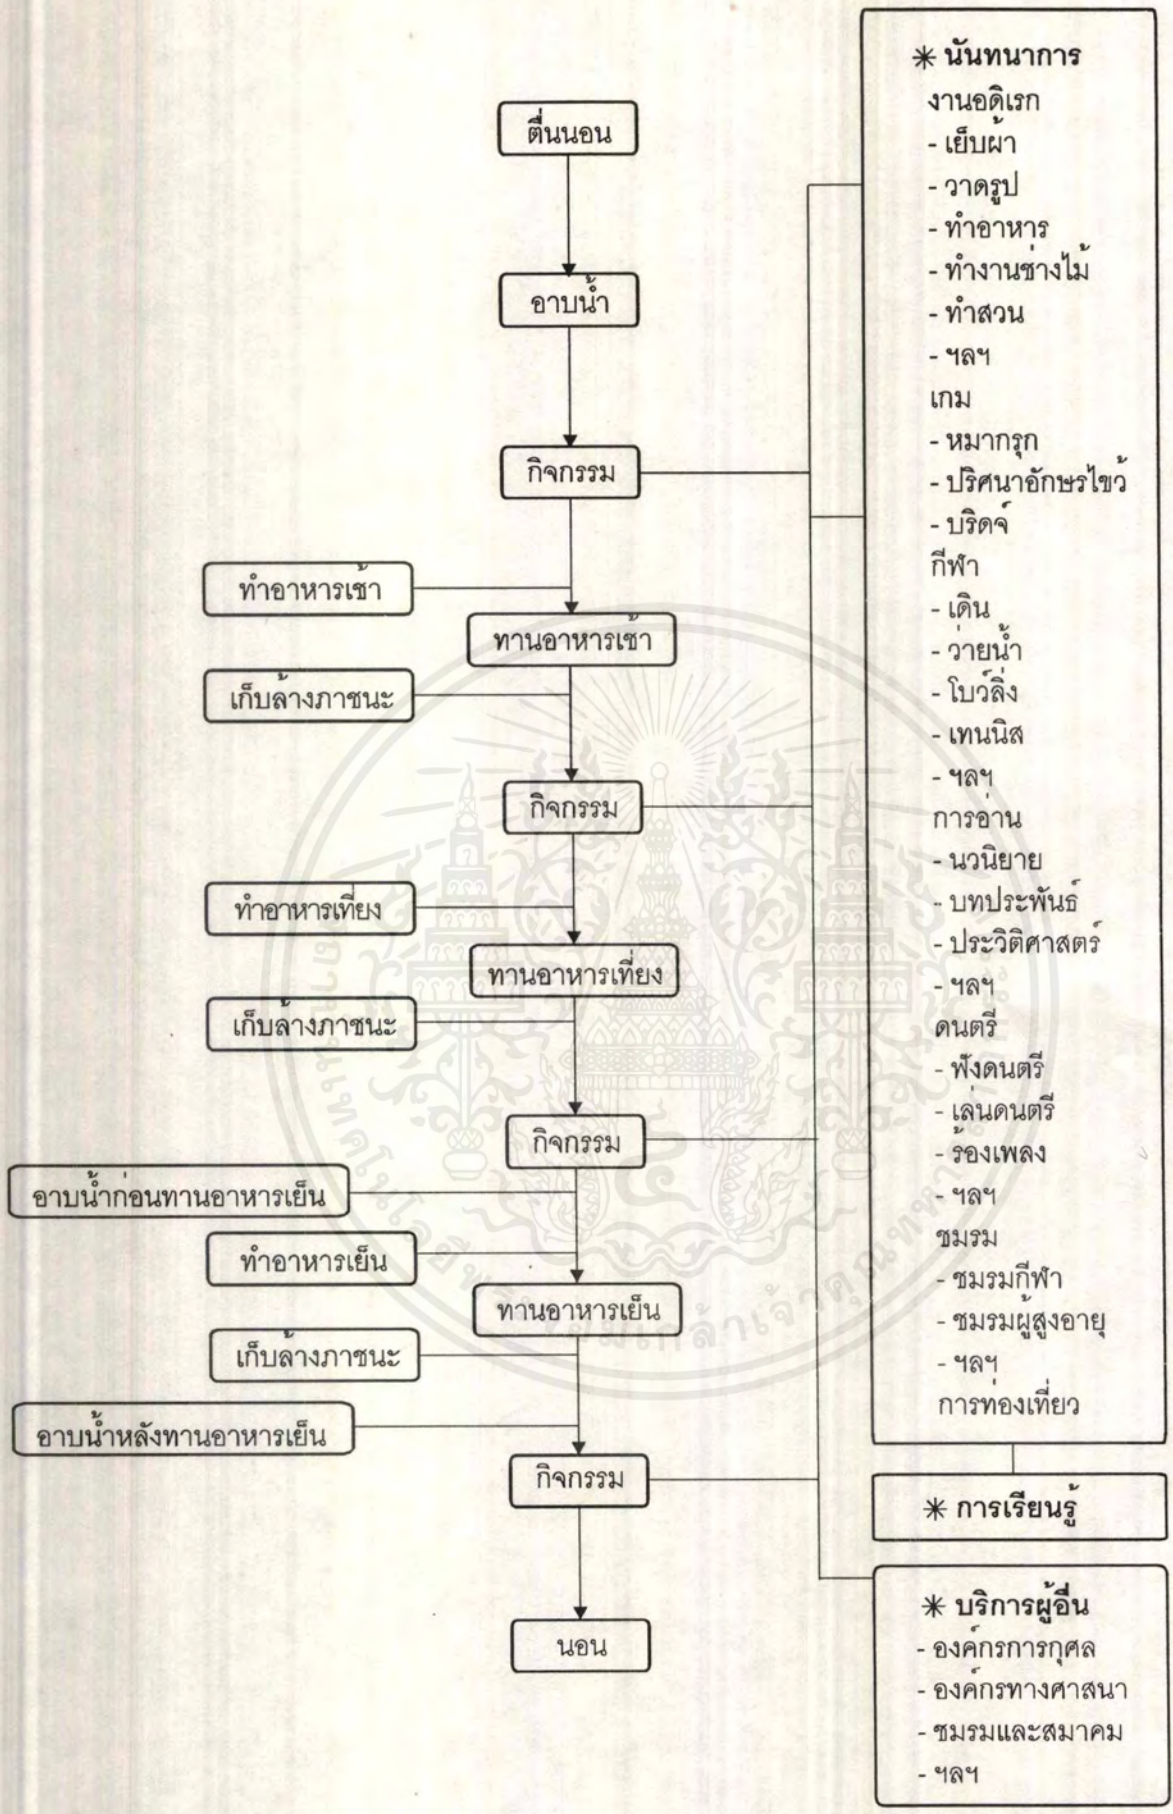 ตื่นนอน
อาบน้ำ
กิจกรรม
ทำอาหารเช้า
ทานอาหารเช้า
เก็บล้างภาชนะ
กิจกรรม
ทำอาหารเที่ยง
ทานอาหารเที่ยง
เก็บล้างภาชนะ
กิจกรรม
อาบน้ำก่อนทานอาหารเย็น
ทำอาหารเย็น
ทานอาหารเย็น
เก็บล้างภาชนะ
อาบน้ำหลังทานอาหารเย็น
กิจกรรม
นอน
* นันทนาการ
งานอดิเรก
- เย็บผ้า
- วาดรูป
- ทำอาหาร
- ทำงานช่างไม้
- ทำสวน
- ฯลฯ
เกม
- หมากรุก
- ปริศนาอักษรไขว้
- บริดจ์
กีฬา
- เดิน
- ว่ายน้ำ
- โบว์ลิ่ง
- เทนนิส
- ฯลฯ
การอ่าน
- นวนิยาย
- บทประพันธ์
- ประวิติศาสตร์
- ฯลฯ
ดนตรี
- ฟังดนตรี
- เล่นดนตรี
- ร้องเพลง
- ฯลฯ
ชมรม
- ชมรมกีฬา
- ชมรมผู้สูงอายุ
- ฯลฯ
การท่องเที่ยว
* การเรียนรู้
* บริการผู้อื่น
- องค์กรการกุศล
- องค์กรทางศาสนา
- ชมรมและสมาคม
- ฯลฯ